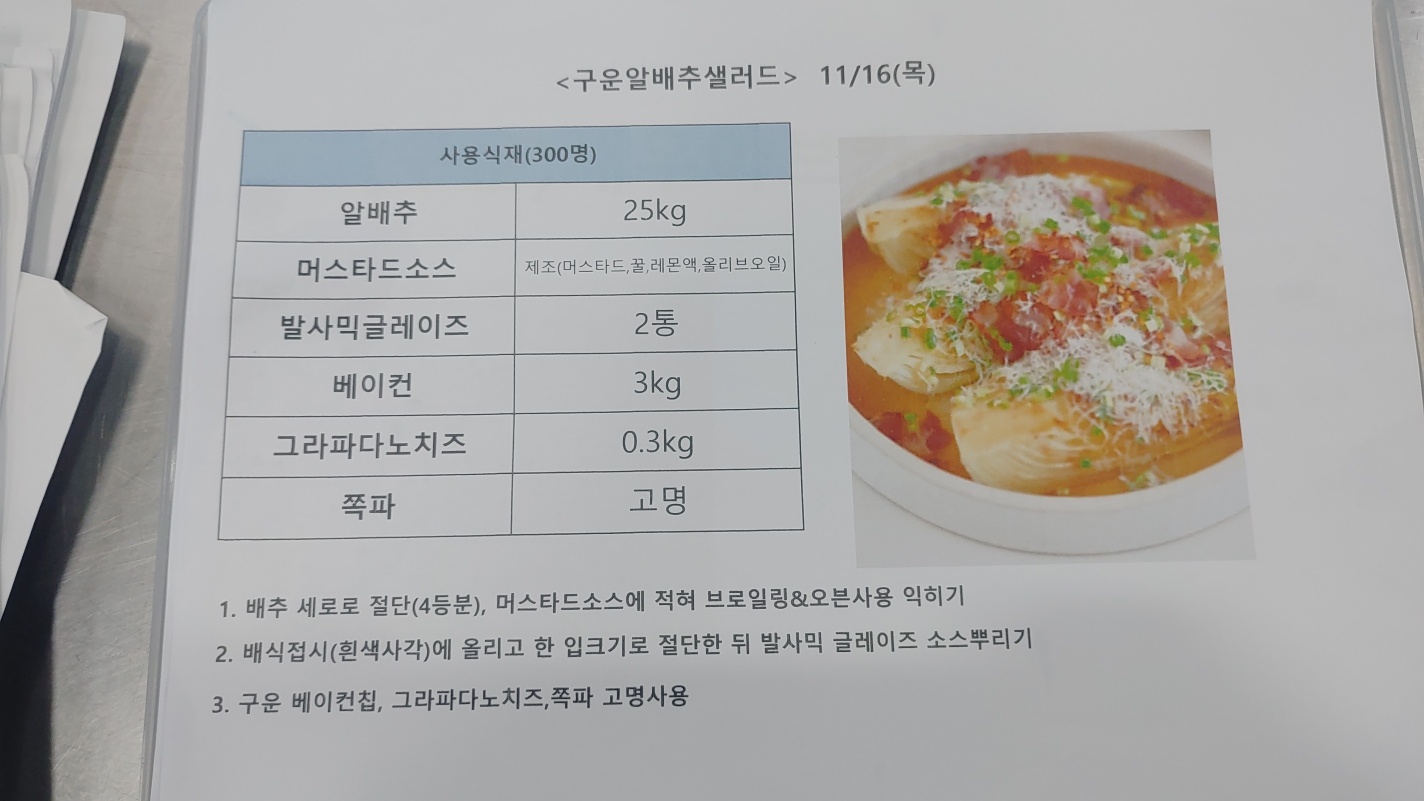 <구운알배추샐러드> 11/16(목)
사용식재(300명)
알배추 25kg
머스타드소스 제조(머스타드,꿀,레몬액,올리브오일)
발사믹글레이즈 2통
베이컨 3kg
그라파다노치즈 0.3kg
쪽파 고명
1. 배추 세로로 절단(4등분), 머스타드소스에 적혀 브로일링&오븐사용 익히기
2. 배식접시(흰색사각)에 올리고 한 입크기로 절단한 뒤 발사믹 글레이즈 소스뿌리기
3. 구운 베이컨칩, 그라파다노치즈,쪽파 고명사용